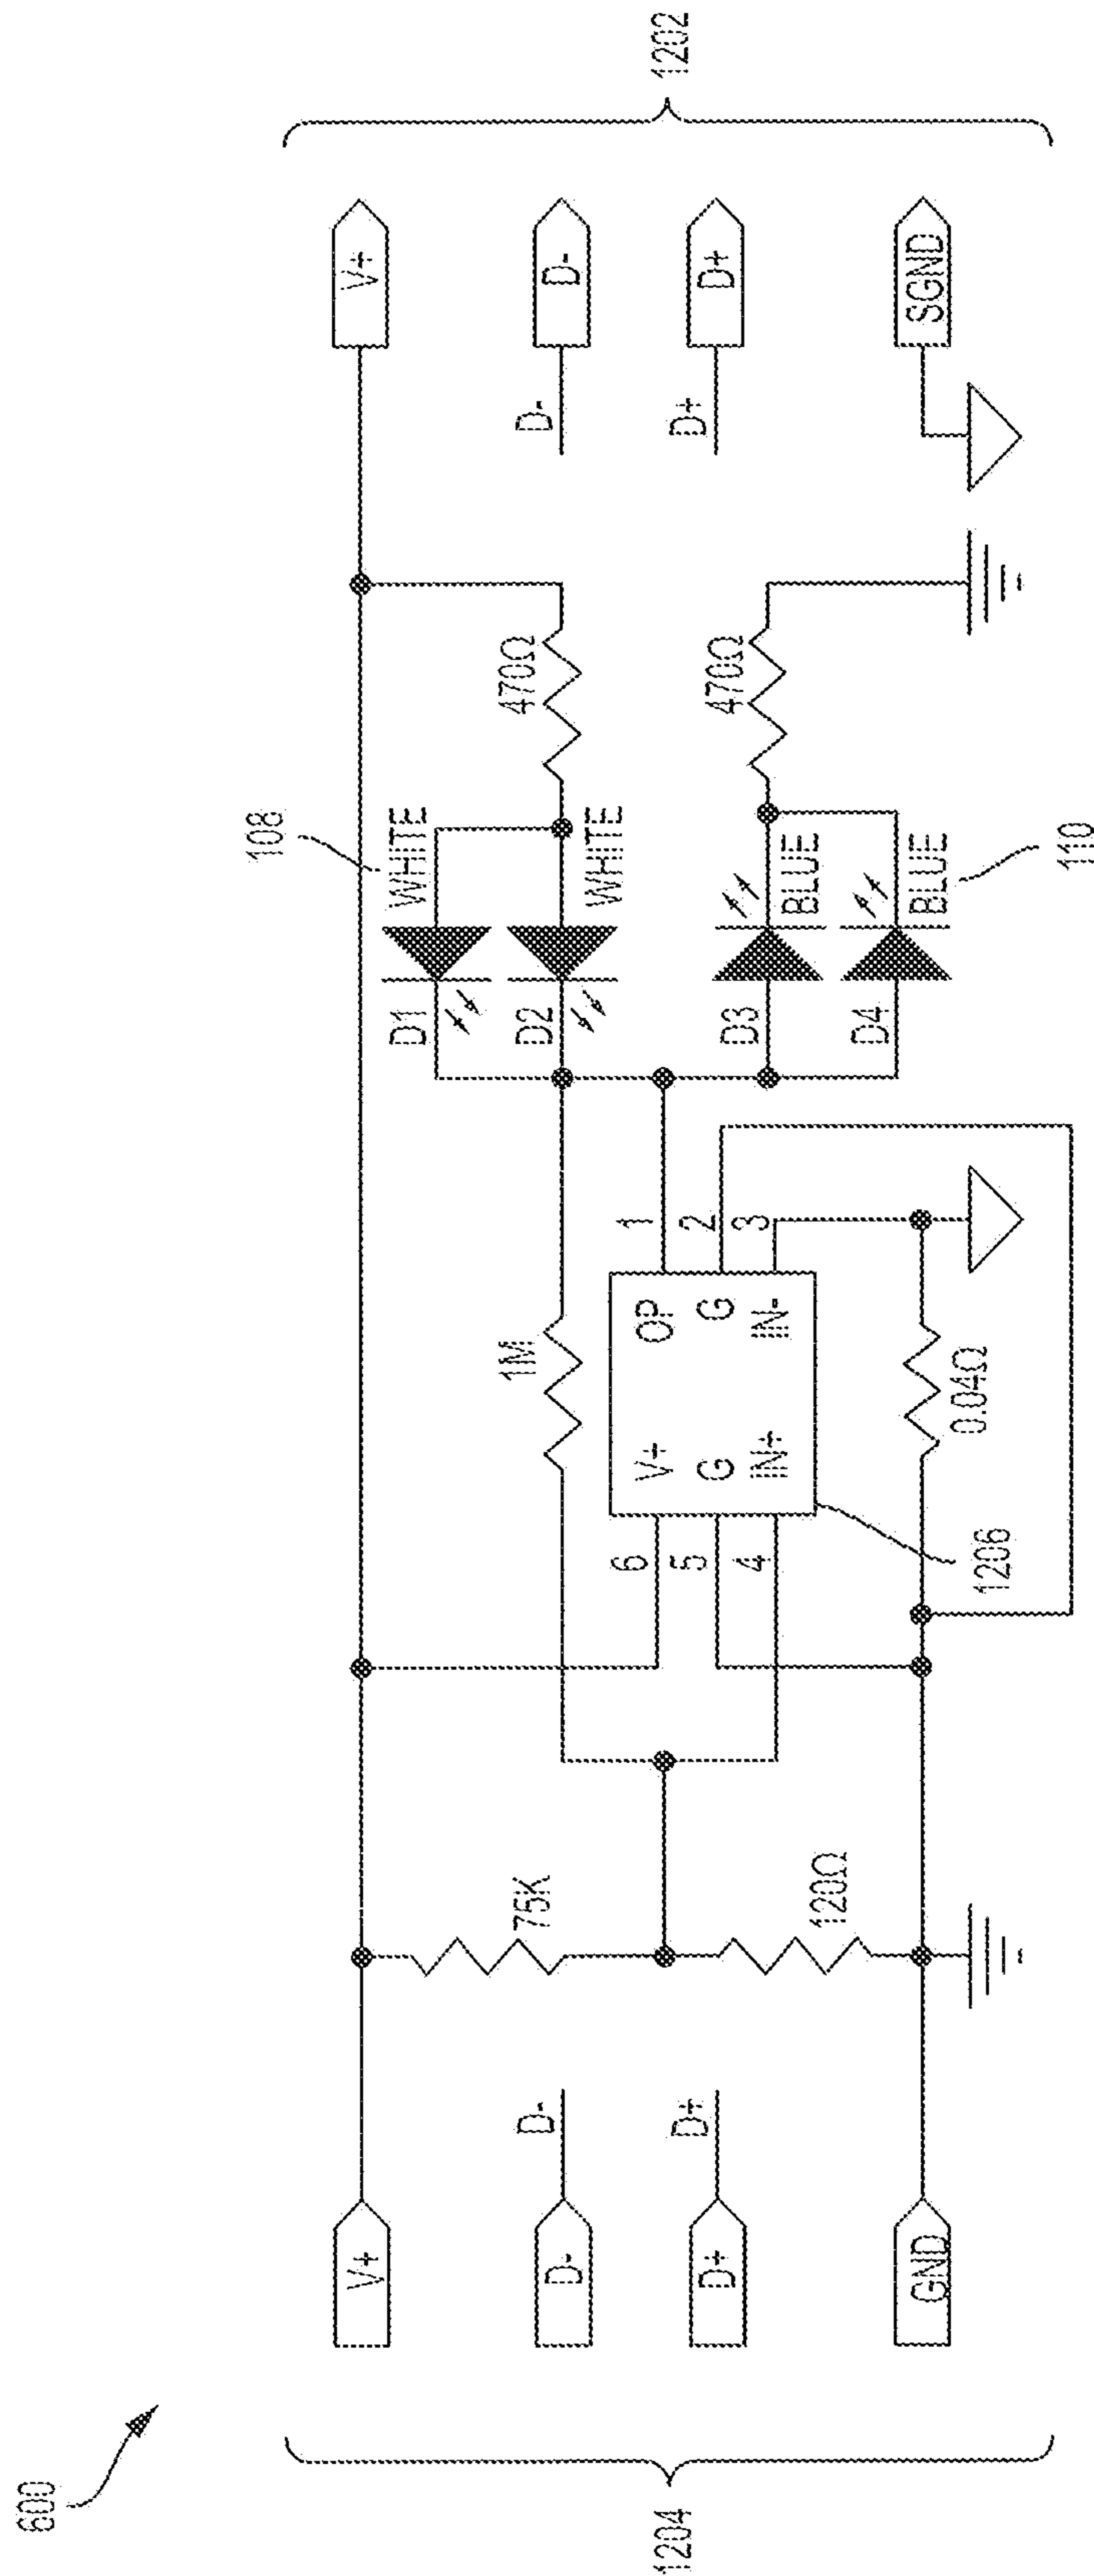 600
1204
V+
D-
D-
D+
D+
GND
75K
120Ω
1M
6
5
4
V+
G
IN+
OP
G
IN-
1
2
3
1206
0.04Ω
D1
WHITE
108
D2
WHITE
D3
BLUE
D4
BLUE
110
470Ω
470Ω
V+
D-
D-
D+
D+
SGND
1202